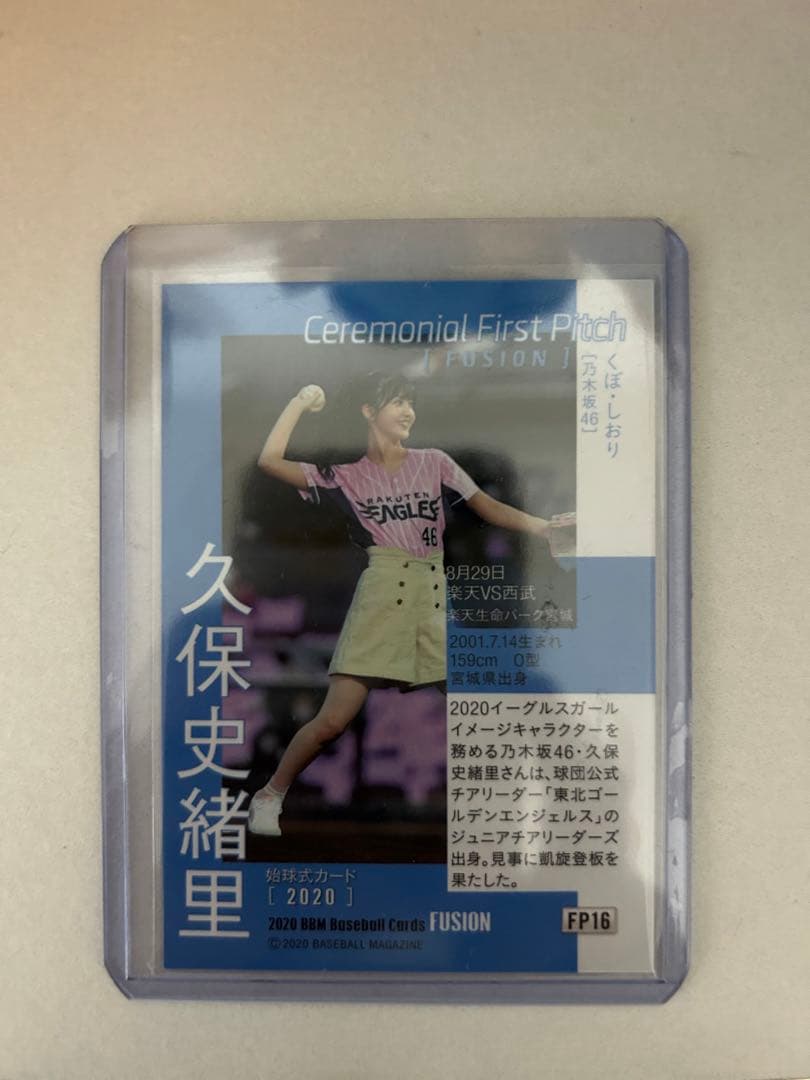 Ceremonial First Pitch
[ FUSION ]
くぼ・しおり
[乃木坂46]
RAKUTEN
EAGLES
46
久保史緒里
8月29日
楽天VS西武
楽天生命パーク宮城
2001.7.14生まれ
159cm O型
宮城県出身
2020イーグルスガール
イメージキャラクターを
務める乃木坂46・久保
史緒里さんは、球団公式
チアリーダー「東北ゴー
ルデンエンジェルス」の
ジュニアチアリーダーズ
出身。見事に凱旋登板を
果たした。
始球式カード
[ 2020 ]
2020 BBM Baseball Cards FUSION
© 2020 BASEBALL MAGAZINE
FP16